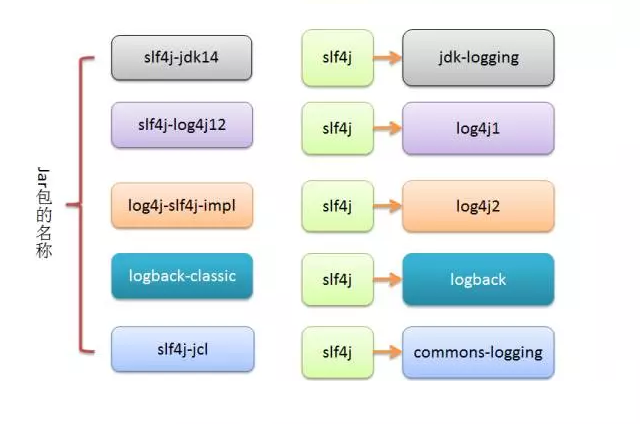 Jar包的名称
slf4j-jdk14
slf4j
jdk-logging
slf4j-log4j12
slf4j
log4j1
log4j-slf4j-impl
slf4j
log4j2
logback-classic
slf4j
logback
slf4j-jcl
slf4j
commons-logging